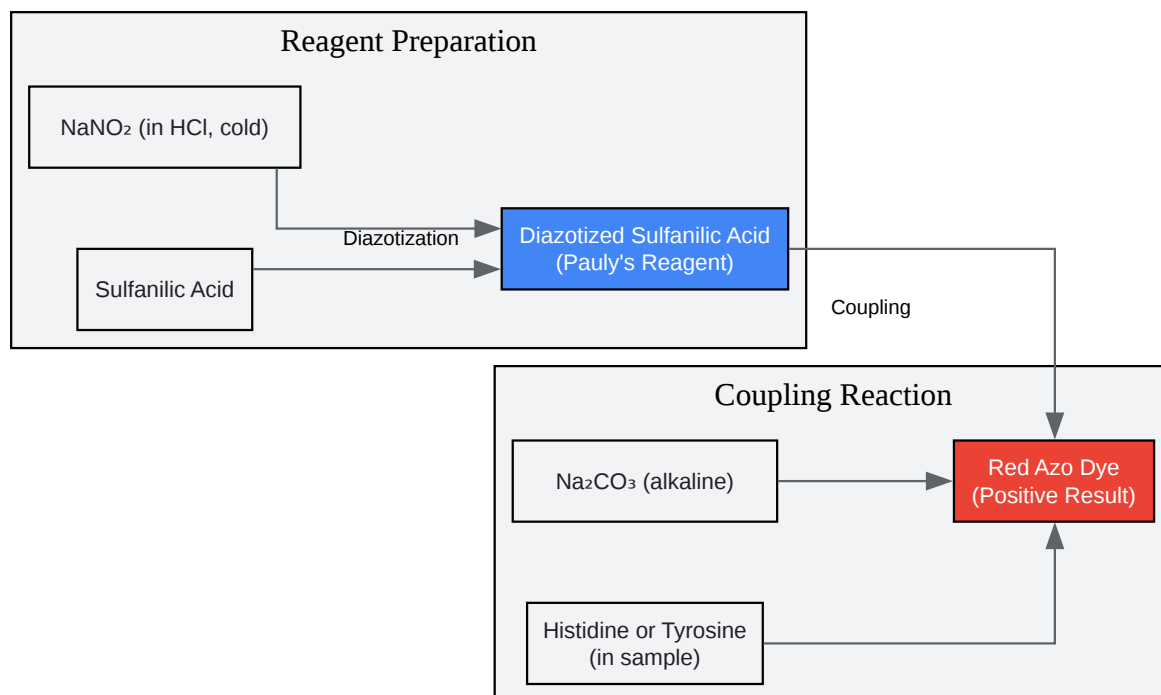 Reagent Preparation
NaNO₂ (in HCl, cold)
Diazotization
Sulfanilic Acid
Diazotized Sulfanilic Acid
(Pauly's Reagent)
Coupling
Coupling Reaction
Na₂CO₃ (alkaline)
Red Azo Dye
(Positive Result)
Histidine or Tyrosine
(in sample)